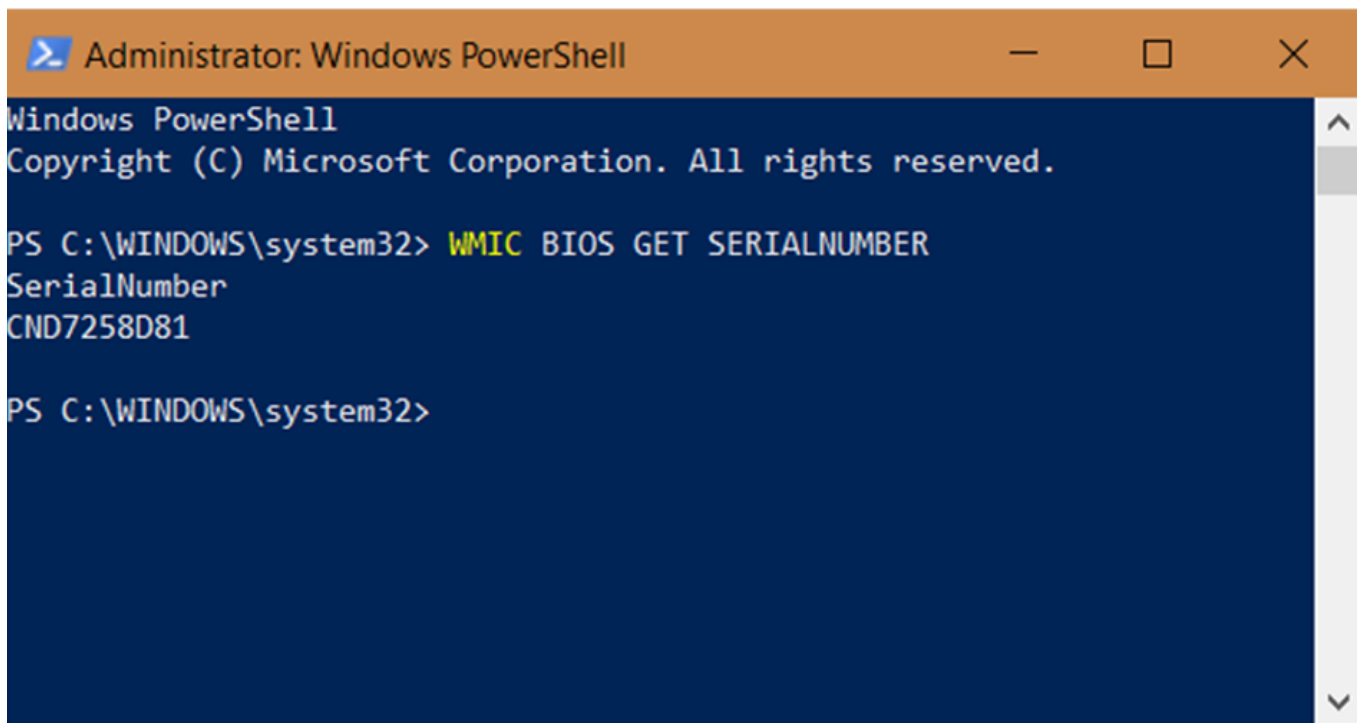 Administrator: Windows PowerShell
Windows PowerShell
Copyright (C) Microsoft Corporation. All rights reserved.
PS C:\WINDOWS\system32> WMIC BIOS GET SERIALNUMBER
SerialNumber
CND7258D81
PS C:\WINDOWS\system32>